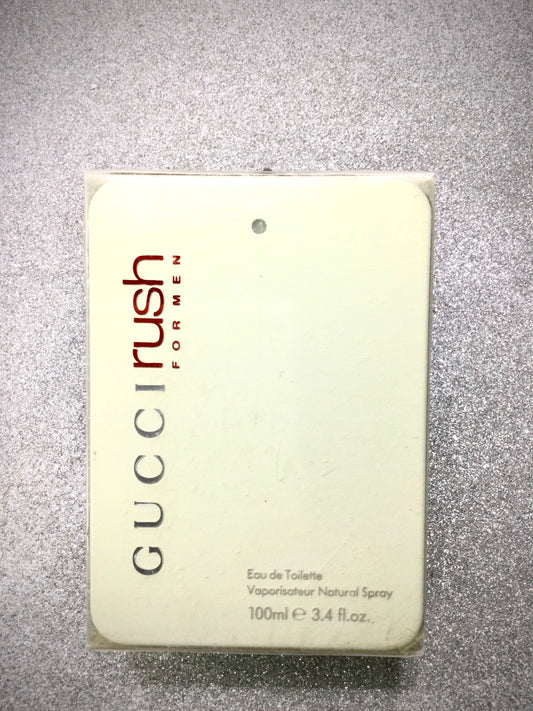 GUCCI rush
FOR MEN
Eau de Toilette
Vaporisateur Natural Spray
100ml ℮ 3.4 fl.oz.